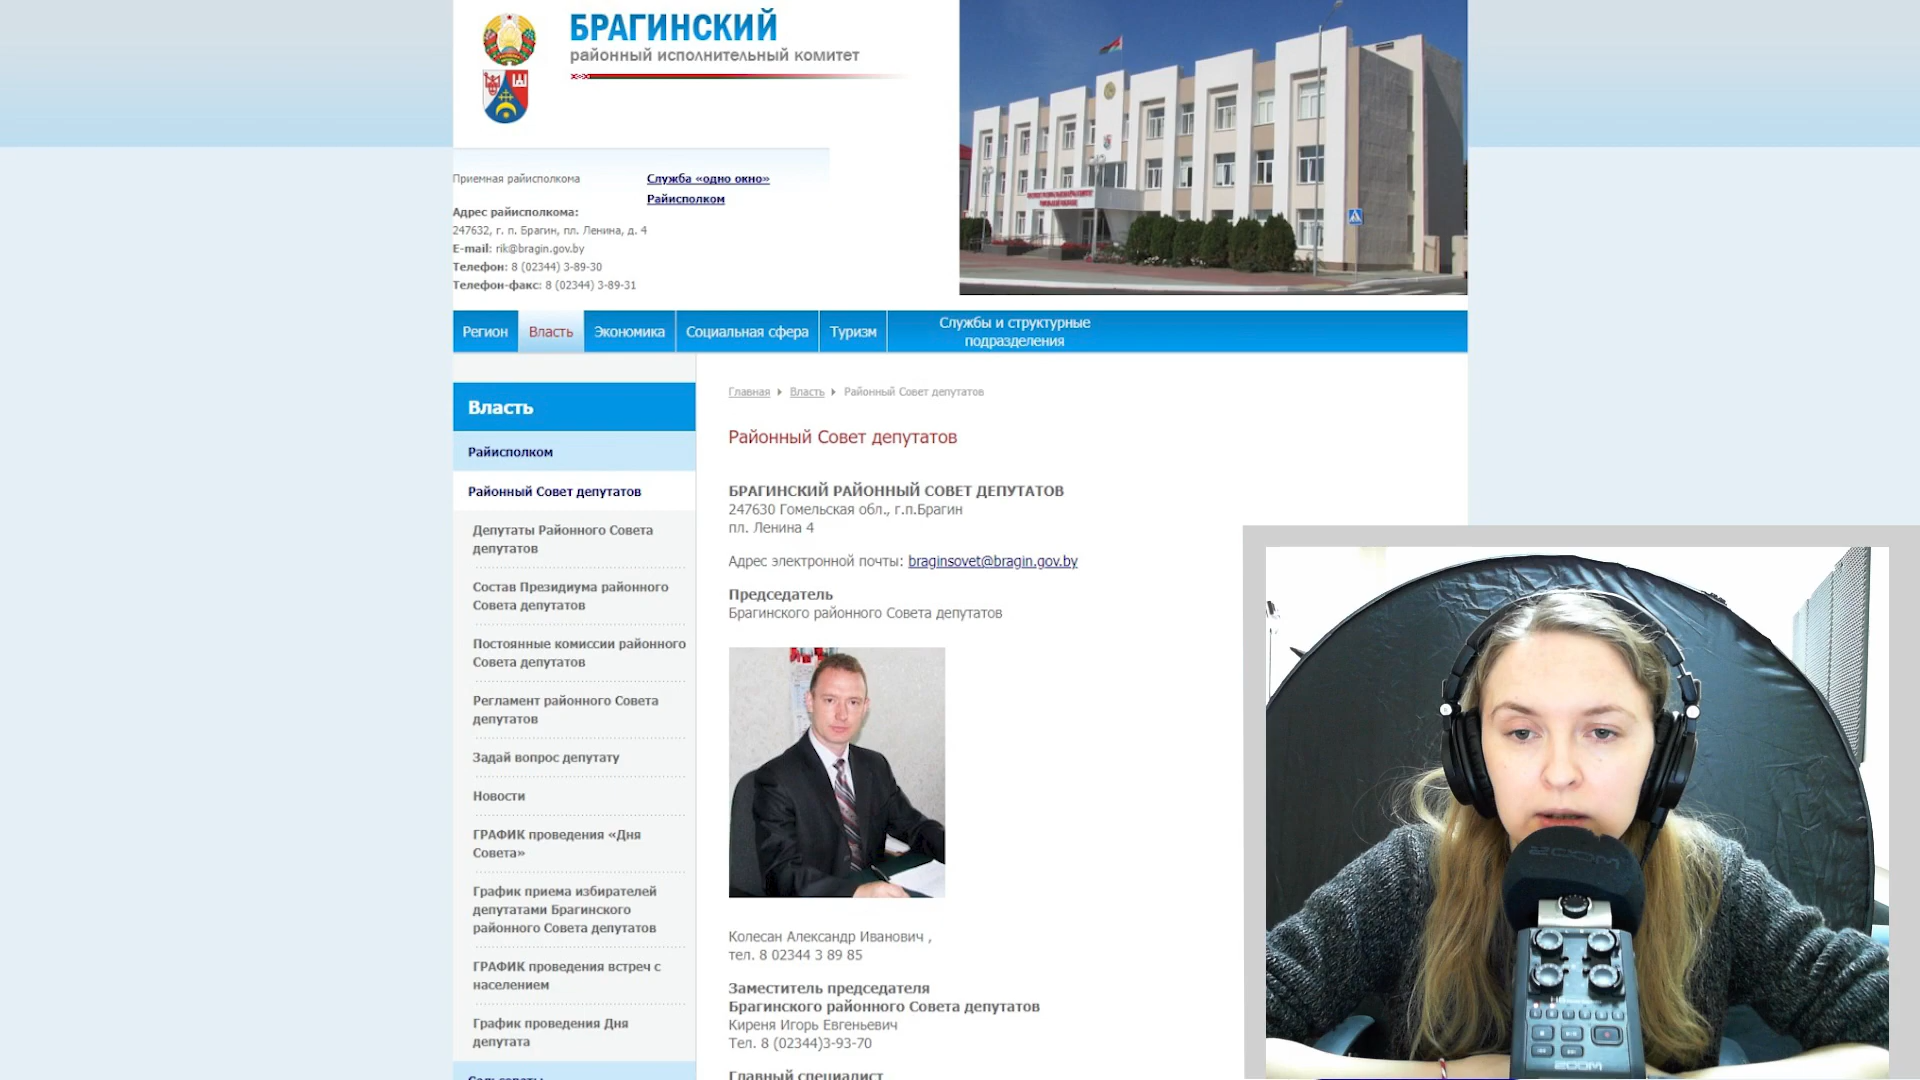 БРАГИНСКИЙ
районный исполнительный комитет
Приемная райисполкома
Служба «одно окно»
Райисполком
Адрес райисполкома:
247632, г. п. Брагин, пл. Ленина, д. 4
E-mail: rik@bragin.gov.by
Телефон: 8 (02344) 3-89-30
Телефон-факс: 8 (02344) 3-89-31
Регион
Власть
Экономика
Социальная сфера
Туризм
Службы и структурные
подразделения
Власть
Райисполком
Районный Совет депутатов
Депутаты Районного Совета
депутатов
Состав Президиума районного
Совета депутатов
Постоянные комиссии районного
Совета депутатов
Регламент районного Совета
депутатов
Задай вопрос депутату
Новости
ГРАФИК проведения «Дня
Совета»
График приема избирателей
депутатами Брагинского
районного Совета депутатов
ГРАФИК проведения встреч с
населением
График проведения Дня
депутата
Сельсоветы
Главная
Власть
Районный Совет депутатов
Районный Совет депутатов
БРАГИНСКИЙ РАЙОННЫЙ СОВЕТ ДЕПУТАТОВ
247630 Гомельская обл., г.п.Брагин
пл. Ленина 4
Адрес электронной почты: braginsovet@bragin.gov.by
Председатель
Брагинского районного Совета депутатов
Колесан Александр Иванович ,
тел. 8 02344 3 89 85
Заместитель председателя
Брагинского районного Совета депутатов
Киреня Игорь Евгеньевич
Тел. 8 (02344)3-93-70
Главный специалист
ZOOM
H6
ZOOM